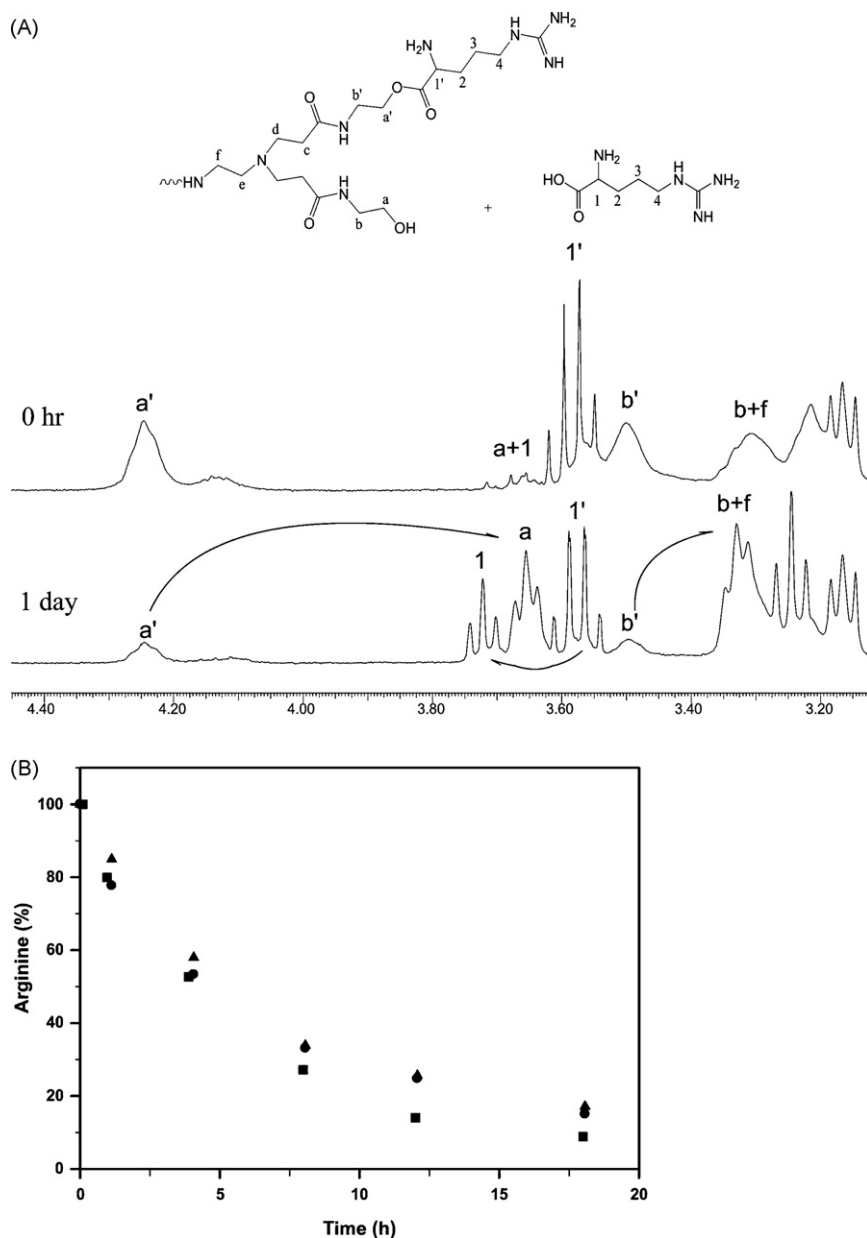 (A)
H₂N
H
N
NH₂
NH
3
4
2
1'
O
O
b'
a'
O
N
H
d
c
f
N
HN
e
H
N
O
b
a
OH
+
NH₂
HO
O
1
2
3
4
H
N
NH₂
NH
1'
0 hr
a'
a+1
b'
b+f
1 day
a'
1
a
1'
b'
b+f
4.40 4.20 4.00 3.80 3.60 3.40 3.20
(B)
Arginine (%)
100
80
60
40
20
0
0 5 10 15 20
Time (h)